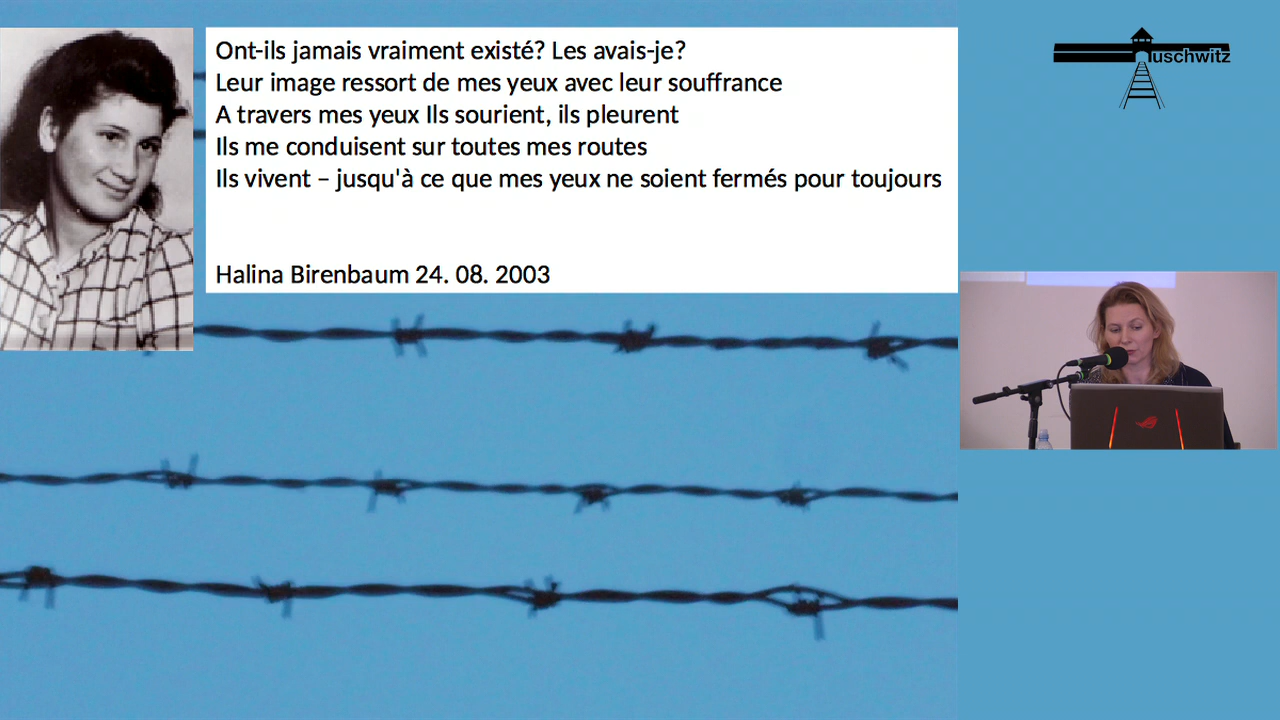 Ont-ils jamais vraiment existé? Les avais-je?
Leur image ressort de mes yeux avec leur souffrance
A travers mes yeux Ils sourient, ils pleurent
Ils me conduisent sur toutes mes routes
Ils vivent – jusqu'à ce que mes yeux ne soient fermés pour toujours
Halina Birenbaum 24. 08. 2003
uschwitz